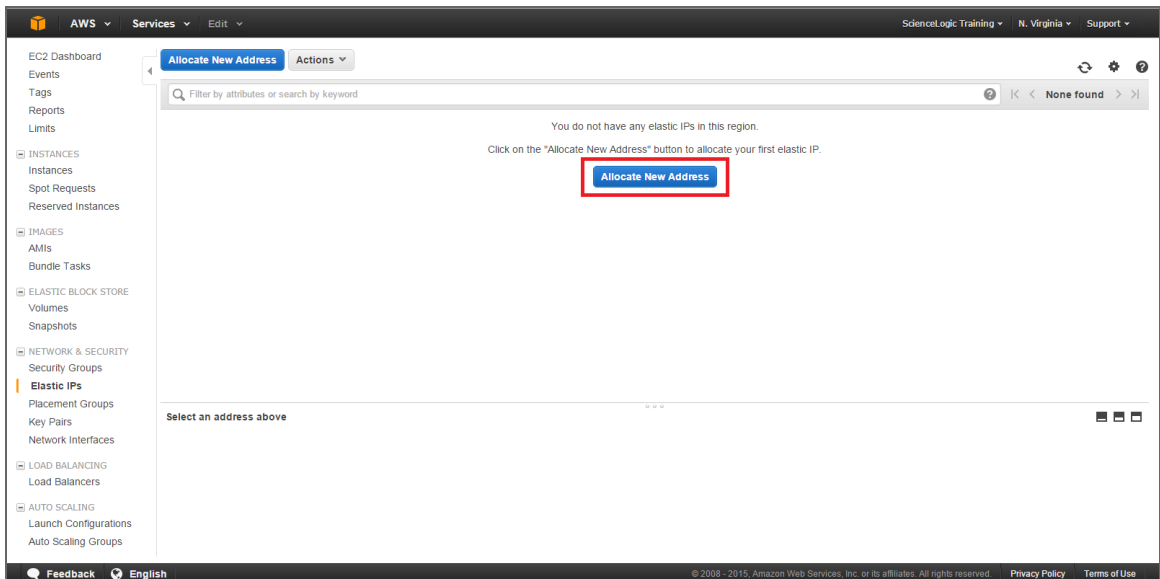 AWS Services Edit ScienceLogic Training N. Virginia Support
EC2 Dashboard
Events
Tags
Reports
Limits
INSTANCES
Instances
Spot Requests
Reserved Instances
IMAGES
AMIs
Bundle Tasks
ELASTIC BLOCK STORE
Volumes
Snapshots
NETWORK & SECURITY
Security Groups
Elastic IPs
Placement Groups
Key Pairs
Network Interfaces
LOAD BALANCING
Load Balancers
AUTO SCALING
Launch Configurations
Auto Scaling Groups
Allocate New Address Actions
Filter by attributes or search by keyword None found
You do not have any elastic IPs in this region.
Click on the "Allocate New Address" button to allocate your first elastic IP.
Allocate New Address
Select an address above
Feedback English © 2008 - 2015, Amazon Web Services, Inc. or its affiliates. All rights reserved. Privacy Policy Terms of Use